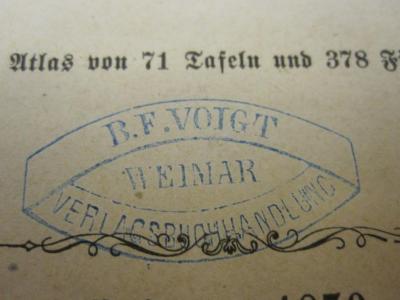 Atlas von 71 Tafeln und 378
B.F. VOIGT
WEIMAR
VERLAGSBUCHHANDLUNG